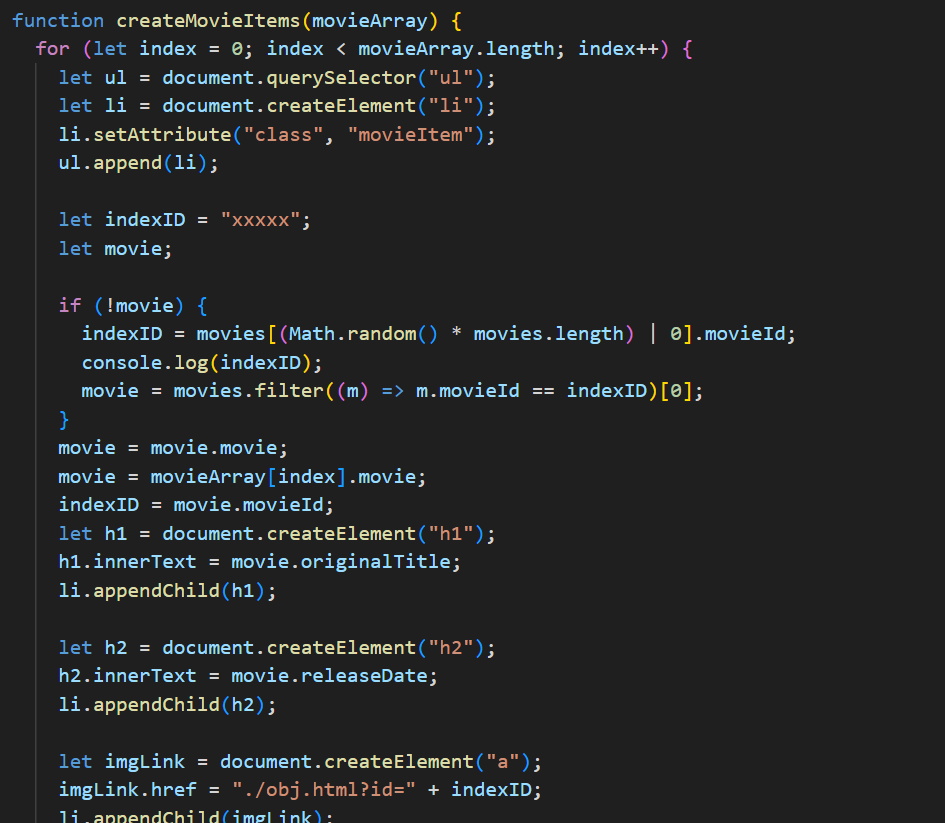 function createMovieItems(movieArray) {
for (let index = 0; index < movieArray.length; index++) {
let ul = document.querySelector("ul");
let li = document.createElement("li");
li.setAttribute("class", "movieItem");
ul.append(li);
let indexID = "xxxxx";
let movie;
if (!movie) {
indexID = movies[(Math.random() * movies.length) | 0].movieId;
console.log(indexID);
movie = movies.filter((m) => m.movieId == indexID)[0];
}
movie = movie.movie;
movie = movieArray[index].movie;
indexID = movie.movieId;
let h1 = document.createElement("h1");
h1.innerText = movie.originalTitle;
li.appendChild(h1);
let h2 = document.createElement("h2");
h2.innerText = movie.releaseDate;
li.appendChild(h2);
let imgLink = document.createElement("a");
imgLink.href = "./obj.html?id=" + indexID;
li.appendChild(imgLink);